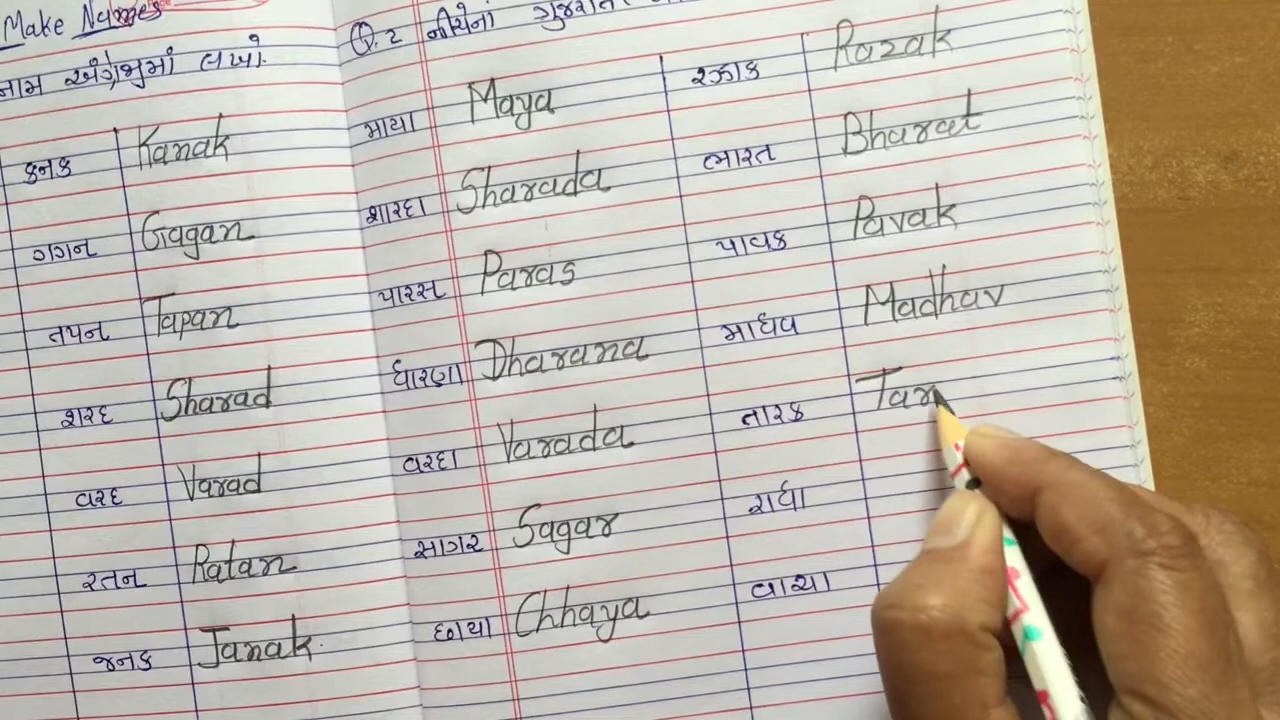 Make Names
નામ અંગ્રેજીમાં લખો.
કનક Kanak
ગગન Gagan
તપન Tapan
શરદ Sharad
વરદ Varad
રતન Ratan
જનક Janak.
Q.2 નીચેનાં ગુજરાતી
માયા Maya
શારદા Sharada
પારસ Paras
ધારણા Dharana
વરદા Varada
સાગર Sagar
છાયા Chhaya
રઝાક Razak
ભારત Bharat
પાવક Pavak
માધવ Madhav
તારક Tar
રાધા
વાચા